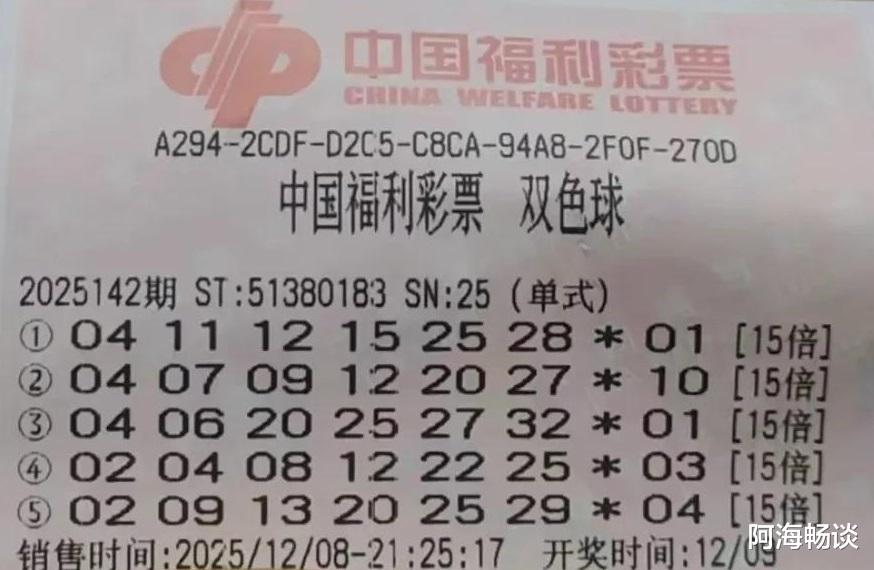 中国福利彩票
CHINA WELFARE LOTTERY
A294-2CDF-D2C5-C8CA-94A8-2F0F-270D
中国福利彩票 双色球
2025142期 ST:51380183 SN:25 (单式)
① 04 11 12 15 25 28 * 01 [15倍]
② 04 07 09 12 20 27 * 10 [15倍]
③ 04 06 20 25 27 32 * 01 [15倍]
④ 02 04 08 12 22 25 * 03 [15倍]
⑤ 02 09 13 20 25 29 * 04 [15倍]
销售时间:2025/12/08-21:25:17 开奖时间:12/09
阿海畅谈